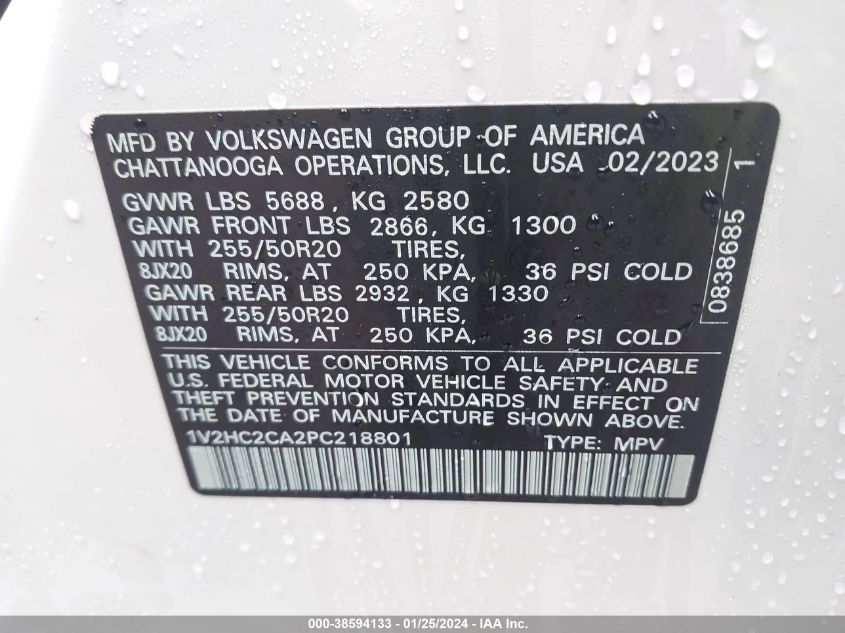 MFD BY VOLKSWAGEN GROUP OF AMERICA
CHATTANOOGA OPERATIONS, LLC. USA 02/2023
GVWR LBS 5688, KG 2580
GAWR FRONT LBS 2866, KG 1300
WITH 255/50R20 TIRES,
8JX20 RIMS, AT 250 KPA, 36 PSI COLD
GAWR REAR LBS 2932, KG 1330
WITH 255/50R20 TIRES,
8JX20 RIMS, AT 250 KPA, 36 PSI COLD
THIS VEHICLE CONFORMS TO ALL APPLICABLE
U.S. FEDERAL MOTOR VEHICLE SAFETY AND
THEFT PREVENTION STANDARDS IN EFFECT ON
THE DATE OF MANUFACTURE SHOWN ABOVE.
1V2HC2CA2PC218801 TYPE: MPV
0838685 1
000-38594133 - 01/25/2024 - IAA Inc.